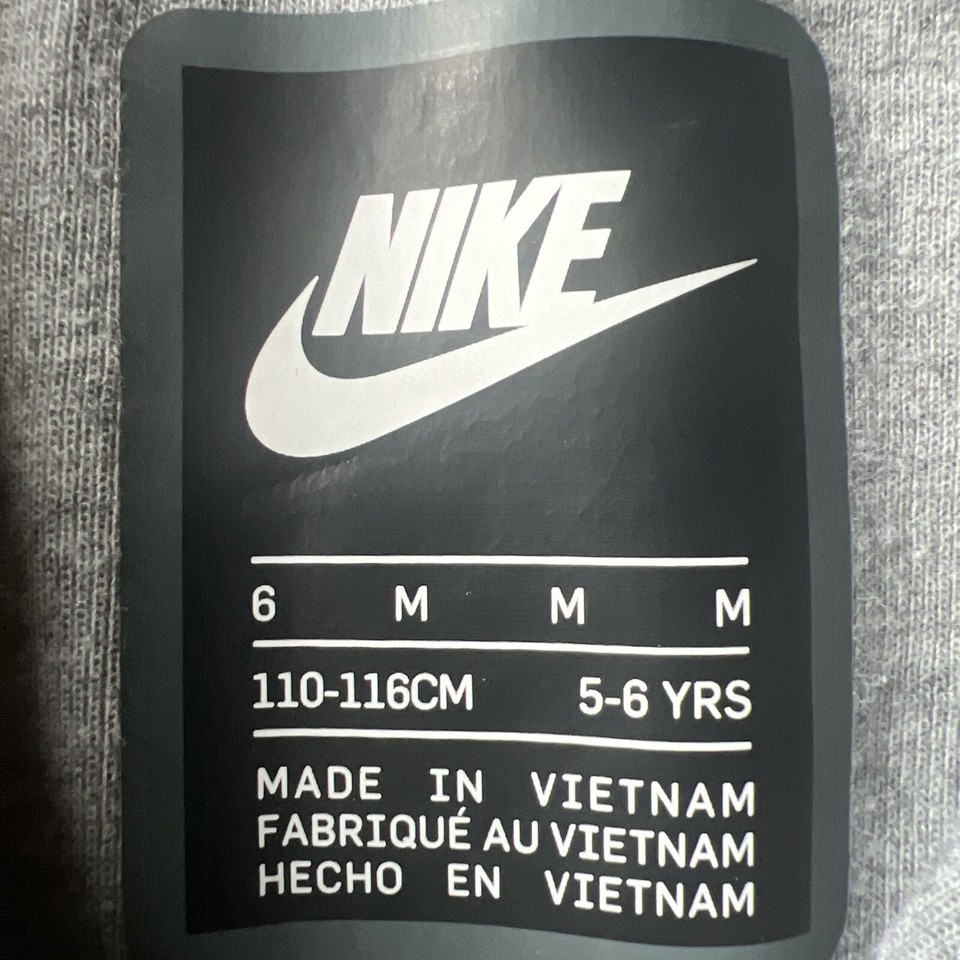 NIKE
6 M M M
110-116CM 5-6 YRS
MADE IN VIETNAM
FABRIQUÉ AU VIETNAM
HECHO EN VIETNAM